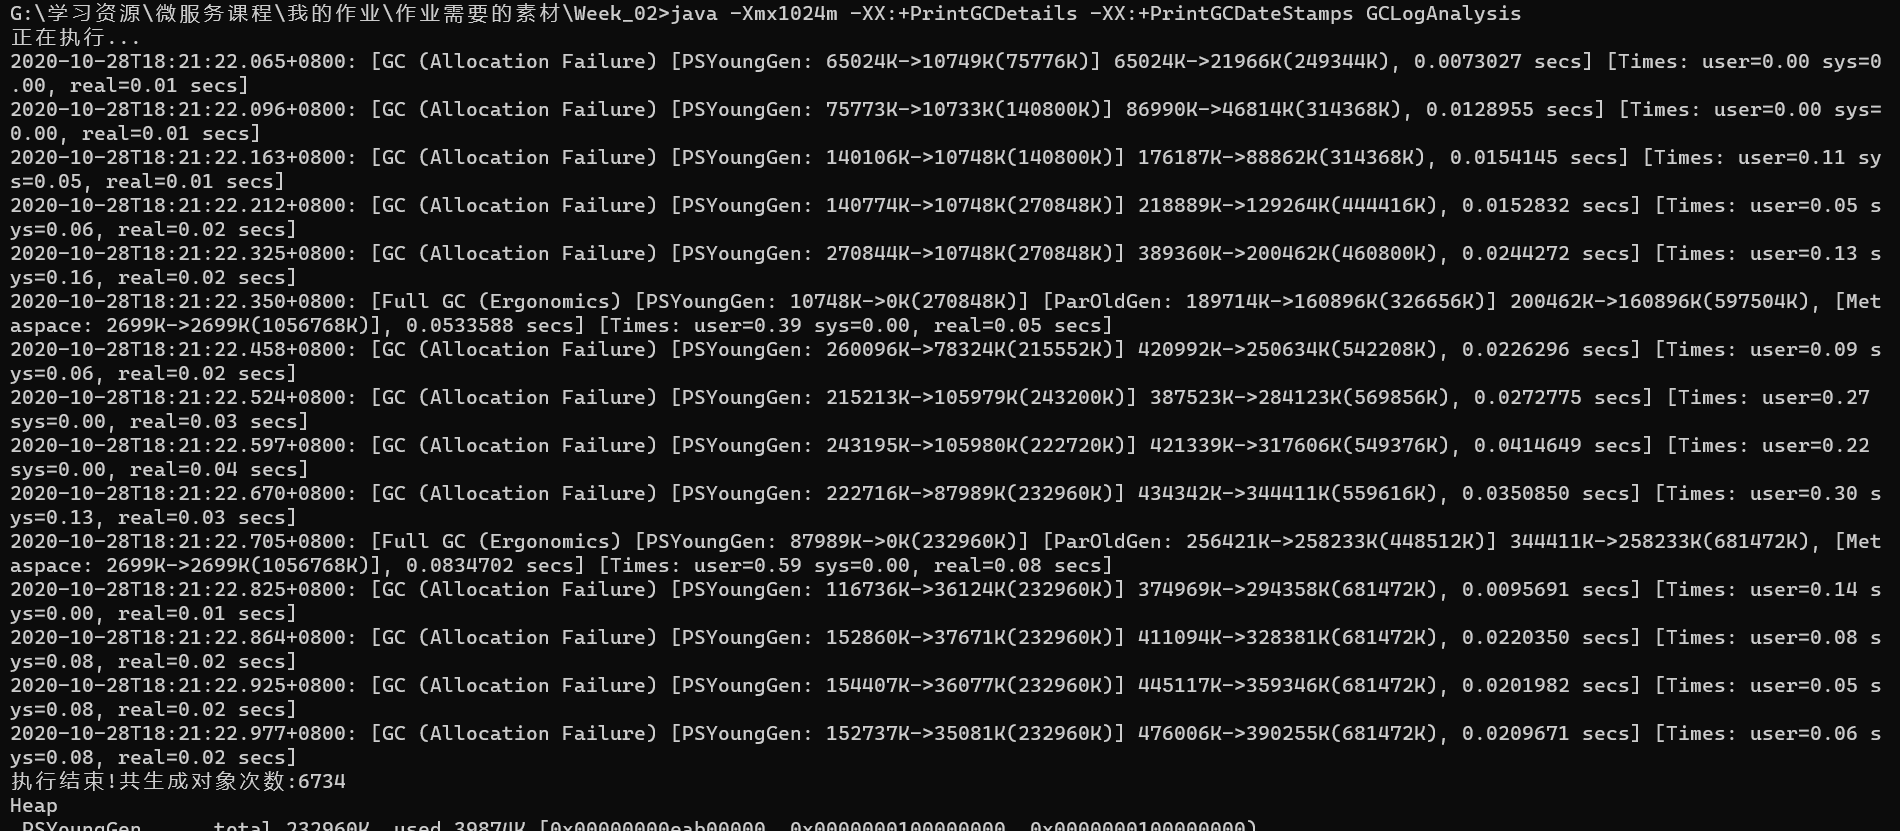 G:\学习资源\微服务课程\我的作业\作业需要的素材\Week_02>java -Xmx1024m -XX:+PrintGCDetails -XX:+PrintGCDateStamps GCLogAnalysis
正在执行...
2020-10-28T18:21:22.065+0800: [GC (Allocation Failure) [PSYoungGen: 65024K->10749K(75776K)] 65024K->21966K(249344K), 0.0073027 secs] [Times: user=0.00 sys=0
.00, real=0.01 secs]
2020-10-28T18:21:22.096+0800: [GC (Allocation Failure) [PSYoungGen: 75773K->10733K(140800K)] 86990K->46814K(314368K), 0.0128955 secs] [Times: user=0.00 sys=
0.00, real=0.01 secs]
2020-10-28T18:21:22.163+0800: [GC (Allocation Failure) [PSYoungGen: 140106K->10748K(140800K)] 176187K->88862K(314368K), 0.0154145 secs] [Times: user=0.11 sy
s=0.05, real=0.01 secs]
2020-10-28T18:21:22.212+0800: [GC (Allocation Failure) [PSYoungGen: 140774K->10748K(270848K)] 218889K->129264K(444416K), 0.0152832 secs] [Times: user=0.05 s
ys=0.06, real=0.02 secs]
2020-10-28T18:21:22.325+0800: [GC (Allocation Failure) [PSYoungGen: 270844K->10748K(270848K)] 389360K->200462K(460800K), 0.0244272 secs] [Times: user=0.13 s
ys=0.16, real=0.02 secs]
2020-10-28T18:21:22.350+0800: [Full GC (Ergonomics) [PSYoungGen: 10748K->0K(270848K)] [ParOldGen: 189714K->160896K(326656K)] 200462K->160896K(597504K), [Met
aspace: 2699K->2699K(1056768K)], 0.0533588 secs] [Times: user=0.39 sys=0.00, real=0.05 secs]
2020-10-28T18:21:22.458+0800: [GC (Allocation Failure) [PSYoungGen: 260096K->78324K(215552K)] 420992K->250634K(542208K), 0.0226296 secs] [Times: user=0.09 s
ys=0.06, real=0.02 secs]
2020-10-28T18:21:22.524+0800: [GC (Allocation Failure) [PSYoungGen: 215213K->105979K(243200K)] 387523K->284123K(569856K), 0.0272775 secs] [Times: user=0.27
sys=0.00, real=0.03 secs]
2020-10-28T18:21:22.597+0800: [GC (Allocation Failure) [PSYoungGen: 243195K->105980K(222720K)] 421339K->317606K(549376K), 0.0414649 secs] [Times: user=0.22
sys=0.00, real=0.04 secs]
2020-10-28T18:21:22.670+0800: [GC (Allocation Failure) [PSYoungGen: 222716K->87989K(232960K)] 434342K->344411K(559616K), 0.0350850 secs] [Times: user=0.30 s
ys=0.13, real=0.03 secs]
2020-10-28T18:21:22.705+0800: [Full GC (Ergonomics) [PSYoungGen: 87989K->0K(232960K)] [ParOldGen: 256421K->258233K(448512K)] 344411K->258233K(681472K), [Met
aspace: 2699K->2699K(1056768K)], 0.0834702 secs] [Times: user=0.59 sys=0.00, real=0.08 secs]
2020-10-28T18:21:22.825+0800: [GC (Allocation Failure) [PSYoungGen: 116736K->36124K(232960K)] 374969K->294358K(681472K), 0.0095691 secs] [Times: user=0.14 s
ys=0.00, real=0.01 secs]
2020-10-28T18:21:22.864+0800: [GC (Allocation Failure) [PSYoungGen: 152860K->37671K(232960K)] 411094K->328381K(681472K), 0.0220350 secs] [Times: user=0.08 s
ys=0.08, real=0.02 secs]
2020-10-28T18:21:22.925+0800: [GC (Allocation Failure) [PSYoungGen: 154407K->36077K(232960K)] 445117K->359346K(681472K), 0.0201982 secs] [Times: user=0.05 s
ys=0.08, real=0.02 secs]
2020-10-28T18:21:22.977+0800: [GC (Allocation Failure) [PSYoungGen: 152737K->35081K(232960K)] 476006K->390255K(681472K), 0.0209671 secs] [Times: user=0.06 s
ys=0.08, real=0.02 secs]
执行结束!共生成对象次数:6734
Heap
PSYoungGen total 232960K, used 39874K [0x00000000eab00000, 0x0000000100000000, 0x0000000100000000)